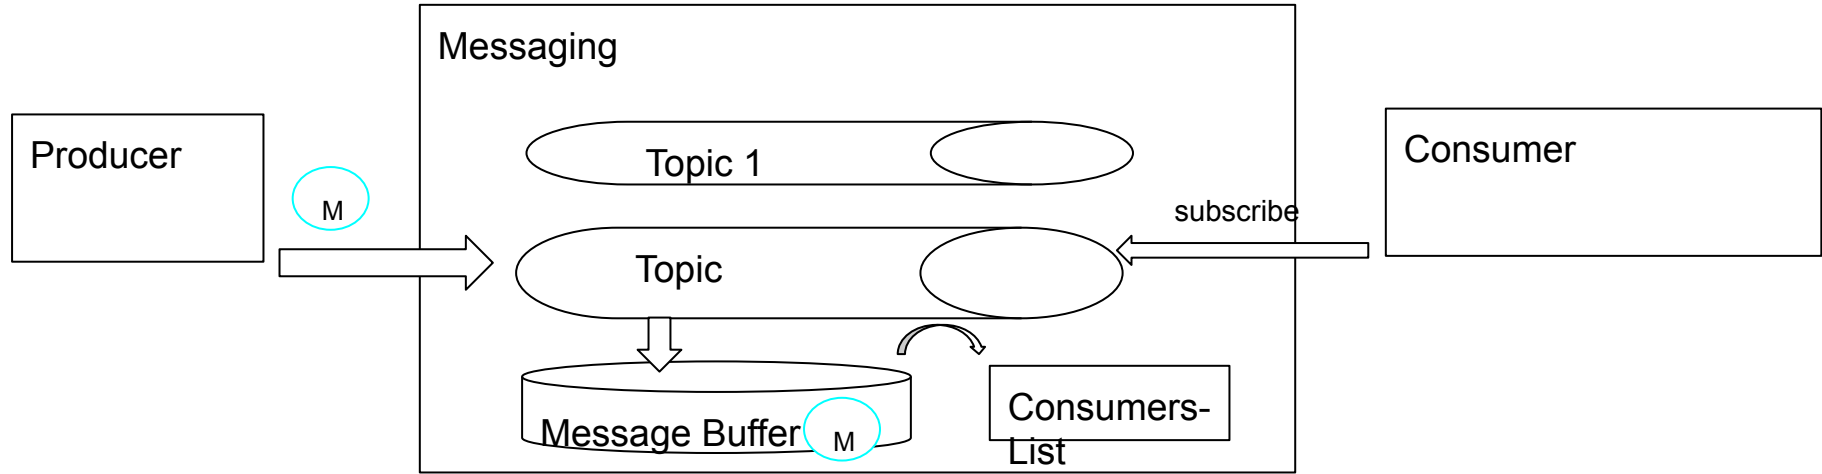 Messaging
Producer
Consumer
Topic 1
M
subscribe
Topic
Message Buffer
M
Consumers-
List